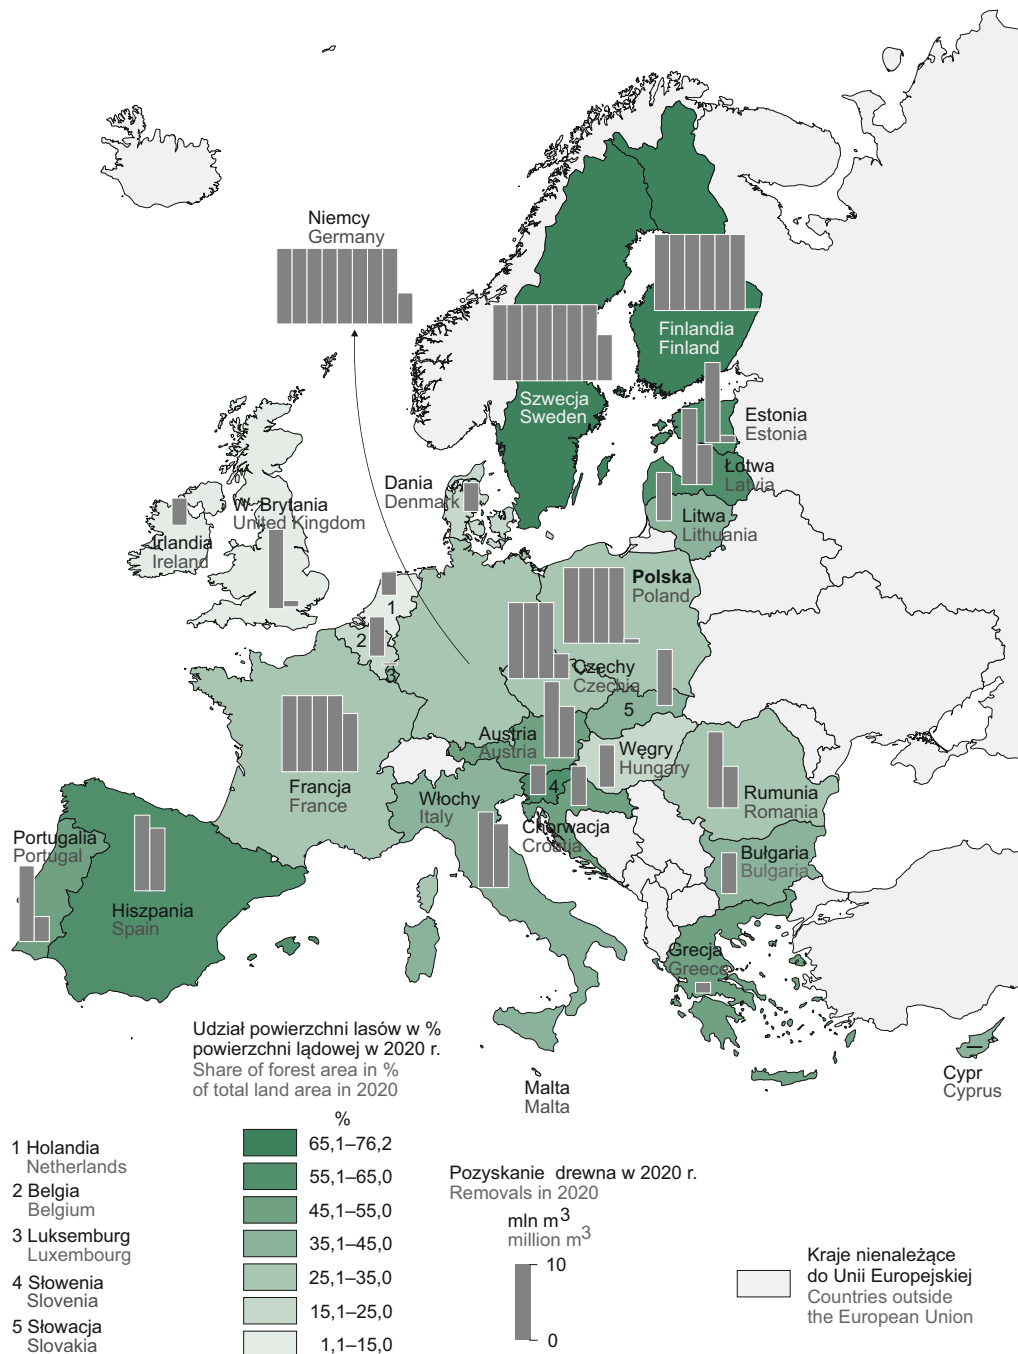 Niemcy
Germany
Finlandia
Finland
Szwecja
Sweden
Estonia
Estonia
Łotwa
Latvia
Dania
Denmark
W. Brytania
United Kingdom
Litwa
Lithuania
Irlandia
Ireland
Polska
Poland
1
2
3
Czechy
Czechia
5
Austria
Austria
Węgry
Hungary
Francja
France
4
Rumunia
Romania
Włochy
Italy
Chorwacja
Croatia
Portugalia
Portugal
Bułgaria
Bulgaria
Hiszpania
Spain
Grecja
Greece
Cypr
Cyprus
Malta
Malta
Udział powierzchni lasów w %
powierzchni lądowej w 2020 r.
Share of forest area in %
of total land area in 2020
%
65,1–76,2
55,1–65,0
45,1–55,0
35,1–45,0
25,1–35,0
15,1–25,0
1,1–15,0
1 Holandia
Netherlands
2 Belgia
Belgium
3 Luksemburg
Luxembourg
4 Słowenia
Slovenia
5 Słowacja
Slovakia
Pozyskanie drewna w 2020 r.
Removals in 2020
mln m³
million m³
10
0
Kraje nienależące
do Unii Europejskiej
Countries outside
the European Union